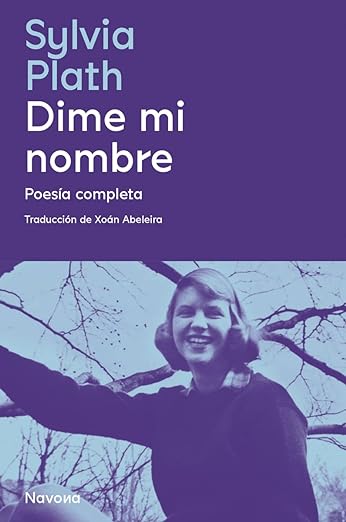 Sylvia
Plath
Dime mi
nombre
Poesía completa
Traducción de Xoán Abeleira
Navona